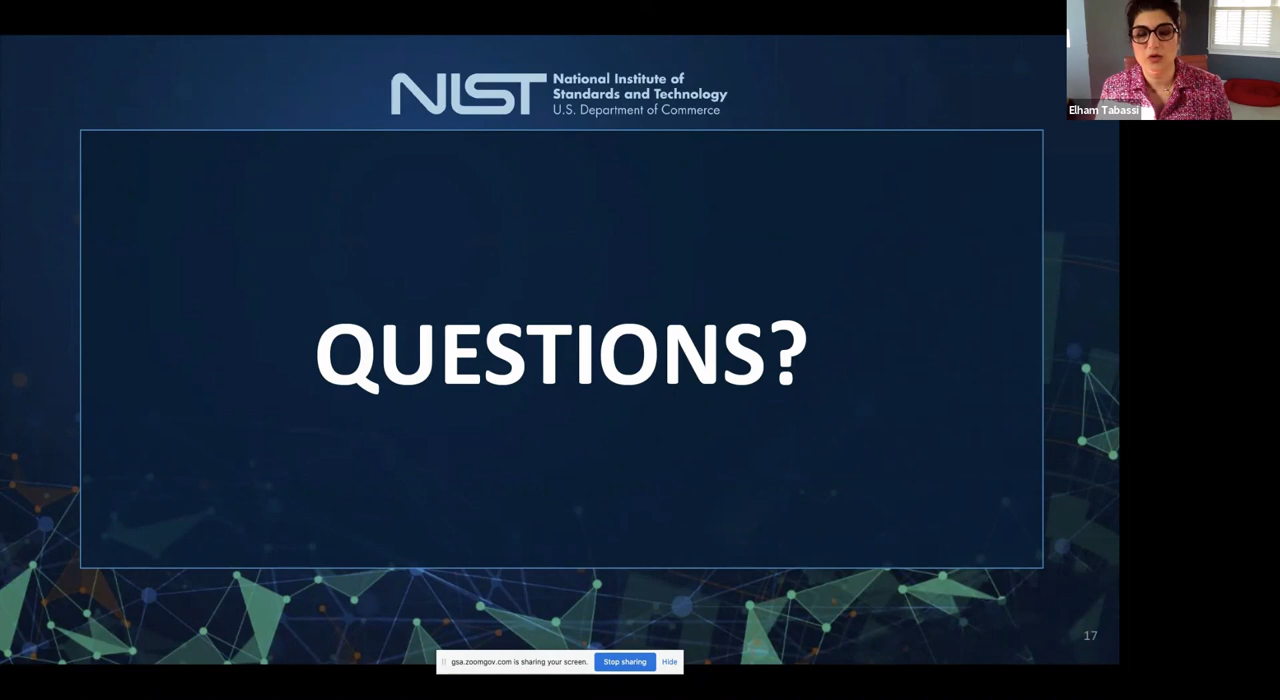 NIST
National Institute of
Standards and Technology
U.S. Department of Commerce
Elham Tabassi
QUESTIONS?
17
gsa.zoomgov.com is sharing your screen.
Stop sharing
Hide